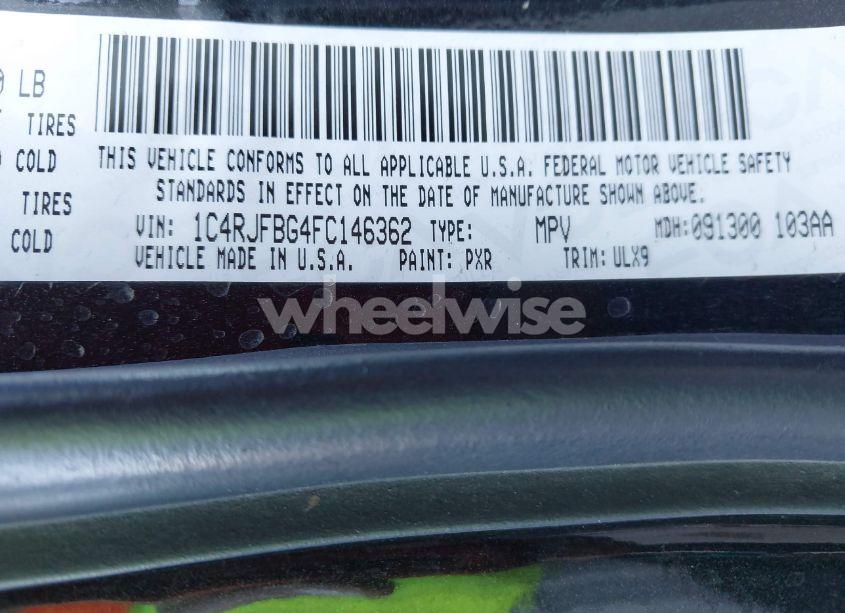 0 LB
TIRES
COLD
TIRES
COLD
THIS VEHICLE CONFORMS TO ALL APPLICABLE U.S.A. FEDERAL MOTOR VEHICLE SAFETY
STANDARDS IN EFFECT ON THE DATE OF MANUFACTURE SHOWN ABOVE.
VIN: 1C4RJFBG4FC146362 TYPE: MPV MDH:091300 103AA
VEHICLE MADE IN U.S.A. PAINT: PXR TRIM: ULX9
wheelwise